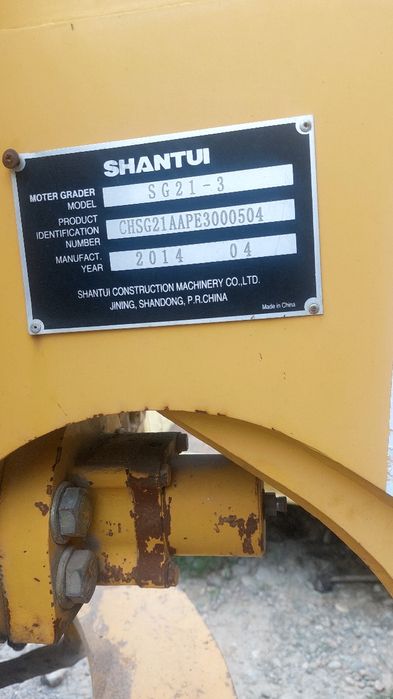 SHANTUI
MOTER GRADER
MODEL
SG21-3
PRODUCT
IDENTIFICATION
NUMBER
CHSG21AAPE3000504
MANUFACT.
YEAR
2014 04
SHANTUI CONSTRUCTION MACHINERY CO.,LTD.
JINING, SHANDONG, P.R.CHINA
Made in China